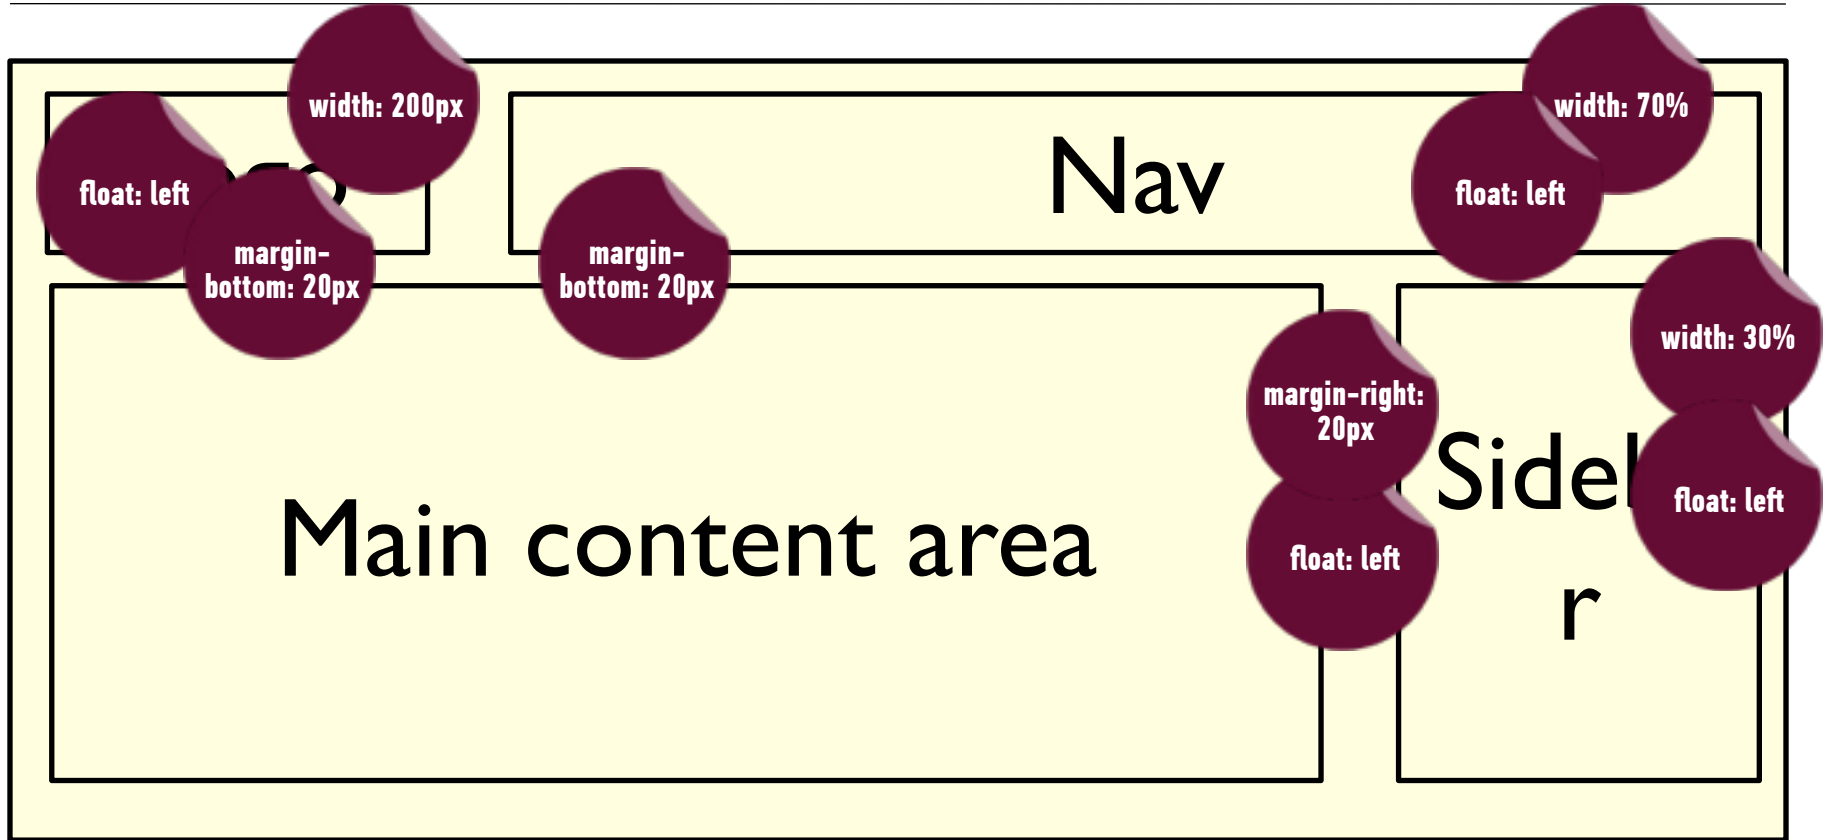 width: 200px
width: 70%
float: left
Nav
float: left
margin-
bottom: 20px
margin-
bottom: 20px
width: 30%
margin-right:
20px
float: left
Main content area
float: left
r